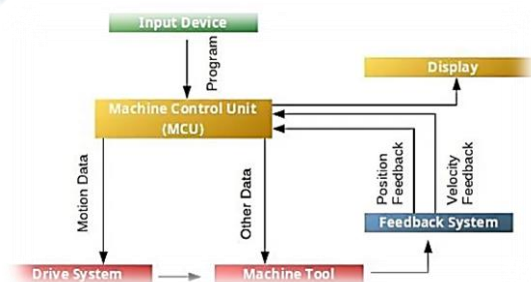 Input Device
Program
Display
Machine Control Unit
(MCU)
Motion Data
Other Data
Position
Feedback
Velocity
Feedback
Feedback System
Drive System
Machine Tool